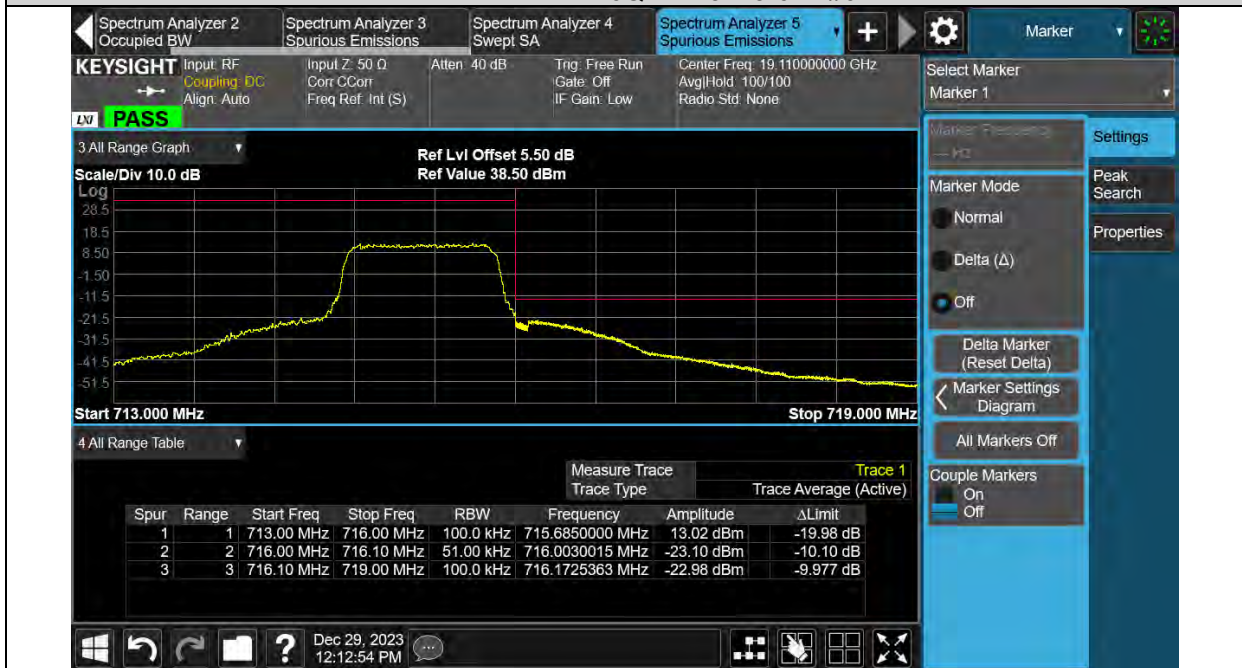 Spectrum Analyzer 2 Spectrum Analyzer 3 Spectrum Analyzer 4 Spectrum Analyzer 5
Occupied BW Spurious Emissions Swept SA Spurious Emissions
Marker
KEYSIGHT Input: RF Input Z: 50 Ω Atten: 40 dB Trig: Free Run Center Freq: 19.110000000 GHz
Coupling: DC Corr CCorr Gate: Off Avg|Hold: 100/100
Align: Auto Freq Ref: Int (S) IF Gain: Low Radio Std: None
LXI PASS
Select Marker
Marker 1
3 All Range Graph
Ref Lvl Offset 5.50 dB
Scale/Div 10.0 dB Ref Value 38.50 dBm
Log
28.5
18.5
8.50
-1.50
-11.5
-21.5
-31.5
-41.5
-51.5
Start 713.000 MHz Stop 719.000 MHz
Marker Frequency
--- Hz
Settings
Marker Mode
Peak
Search
Normal
Properties
Delta (Δ)
Off
Delta Marker
(Reset Delta)
Marker Settings
Diagram
All Markers Off
Couple Markers
On
Off
4 All Range Table
Measure Trace Trace 1
Trace Type Trace Average (Active)
Spur Range Start Freq Stop Freq RBW Frequency Amplitude ΔLimit
1 1 713.00 MHz 716.00 MHz 100.0 kHz 715.6850000 MHz 13.02 dBm -19.98 dB
2 2 716.00 MHz 716.10 MHz 51.00 kHz 716.0030015 MHz -23.10 dBm -10.10 dB
3 3 716.10 MHz 719.00 MHz 100.0 kHz 716.1725363 MHz -22.98 dBm -9.977 dB
Dec 29, 2023
12:12:54 PM